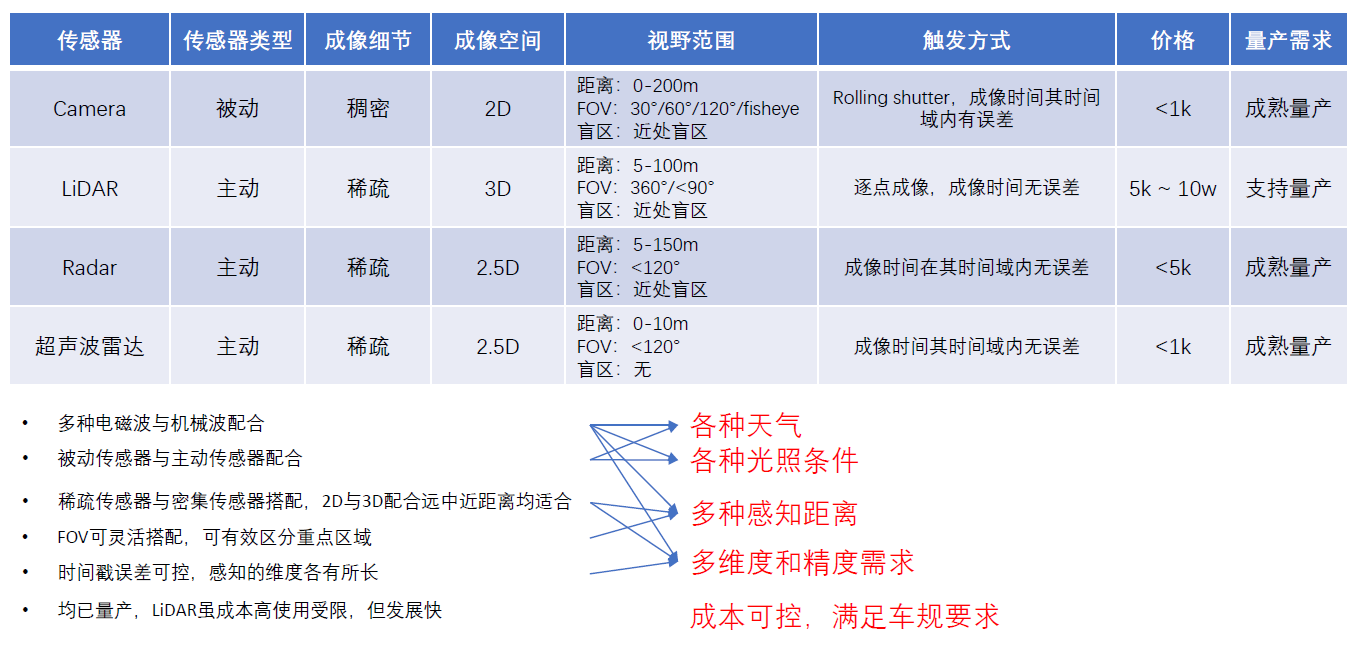 传感器 传感器类型 成像细节 成像空间 视野范围 触发方式 价格 量产需求
Camera 被动 稠密 2D
距离：0-200m
FOV：30°/60°/120°/fisheye
盲区：近处盲区
Rolling shutter，成像时间其时间
域内有误差
<1k 成熟量产
LiDAR 主动 稀疏 3D
距离：5-100m
FOV：360°/<90°
盲区：近处盲区
逐点成像，成像时间无误差
5k ~ 10w 支持量产
Radar 主动 稀疏 2.5D
距离：5-150m
FOV：<120°
盲区：近处盲区
成像时间在其时间域内无误差
<5k 成熟量产
超声波雷达 主动 稀疏 2.5D
距离：0-10m
FOV：<120°
盲区：无
成像时间其时间域内无误差
<1k 成熟量产
• 多种电磁波与机械波配合
• 被动传感器与主动传感器配合
• 稀疏传感器与密集传感器搭配，2D与3D配合远中近距离均适合
• FOV可灵活搭配，可有效区分重点区域
• 时间戳误差可控，感知的维度各有所长
• 均已量产，LiDAR虽成本高使用受限，但发展快
各种天气
各种光照条件
多种感知距离
多维度和精度需求
成本可控，满足车规要求